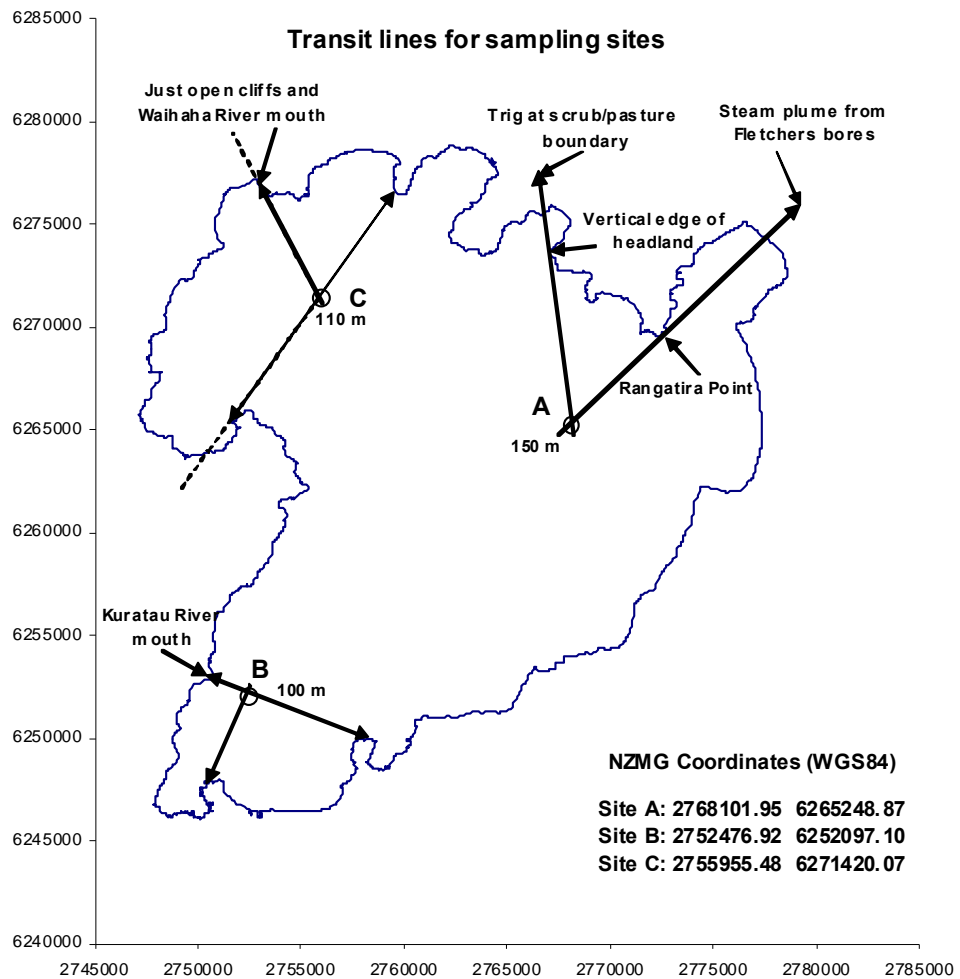 Transit lines for sampling sites
6285000
6280000
6275000
6270000
6265000
6260000
6255000
6250000
6245000
6240000
Just open cliffs and
Waihaha River mouth
Trig at scrub/pasture
boundary
Steam plume from
Fletchers bores
Vertical edge of
headland
C
110 m
Rangatira Point
A
150 m
Kuratau River
mouth
B
100 m
NZMG Coordinates (WGS84)
Site A: 2768101.95 6265248.87
Site B: 2752476.92 6252097.10
Site C: 2755955.48 6271420.07
2745000 2750000 2755000 2760000 2765000 2770000 2775000 2780000 2785000